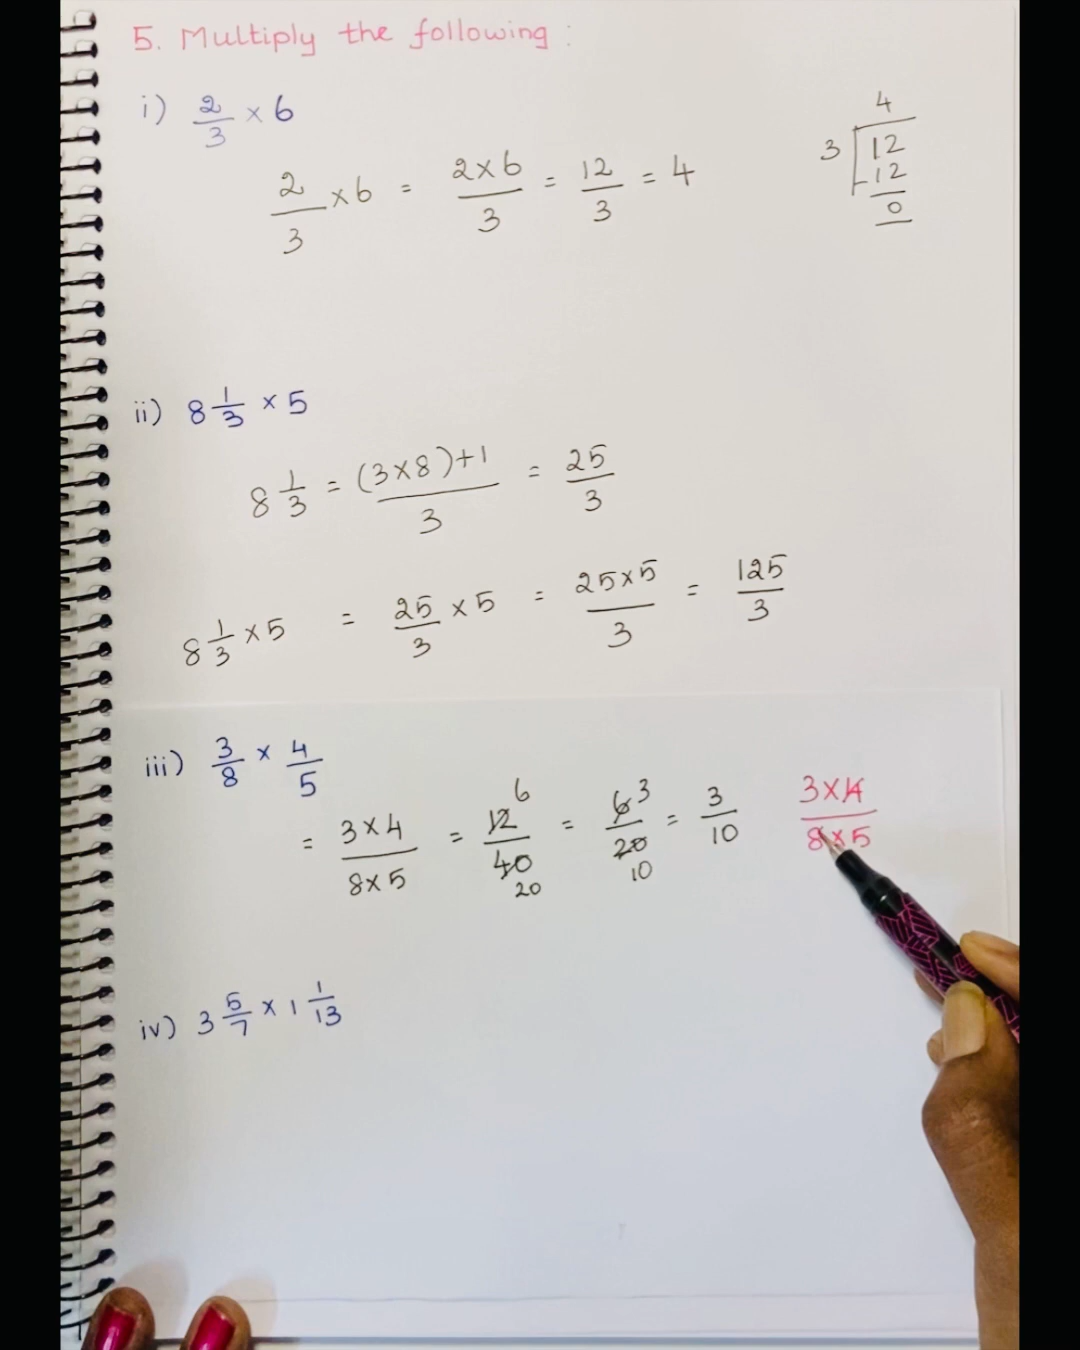 5. Multiply the following :
i) 2/3 × 6
2/3 × 6 = 2×6/3 = 12/3 = 4
4
3 12
-12
0
ii) 8 1/3 × 5
8 1/3 = (3×8)+1/3 = 25/3
8 1/3 × 5 = 25/3 × 5 = 25×5/3 = 125/3
iii) 3/8 × 4/5
= 3×4/8×5 = 12/40 = 6/20 = 3/10
6
20
3
10
3×4/8×5
iv) 3 5/7 × 1 1/13